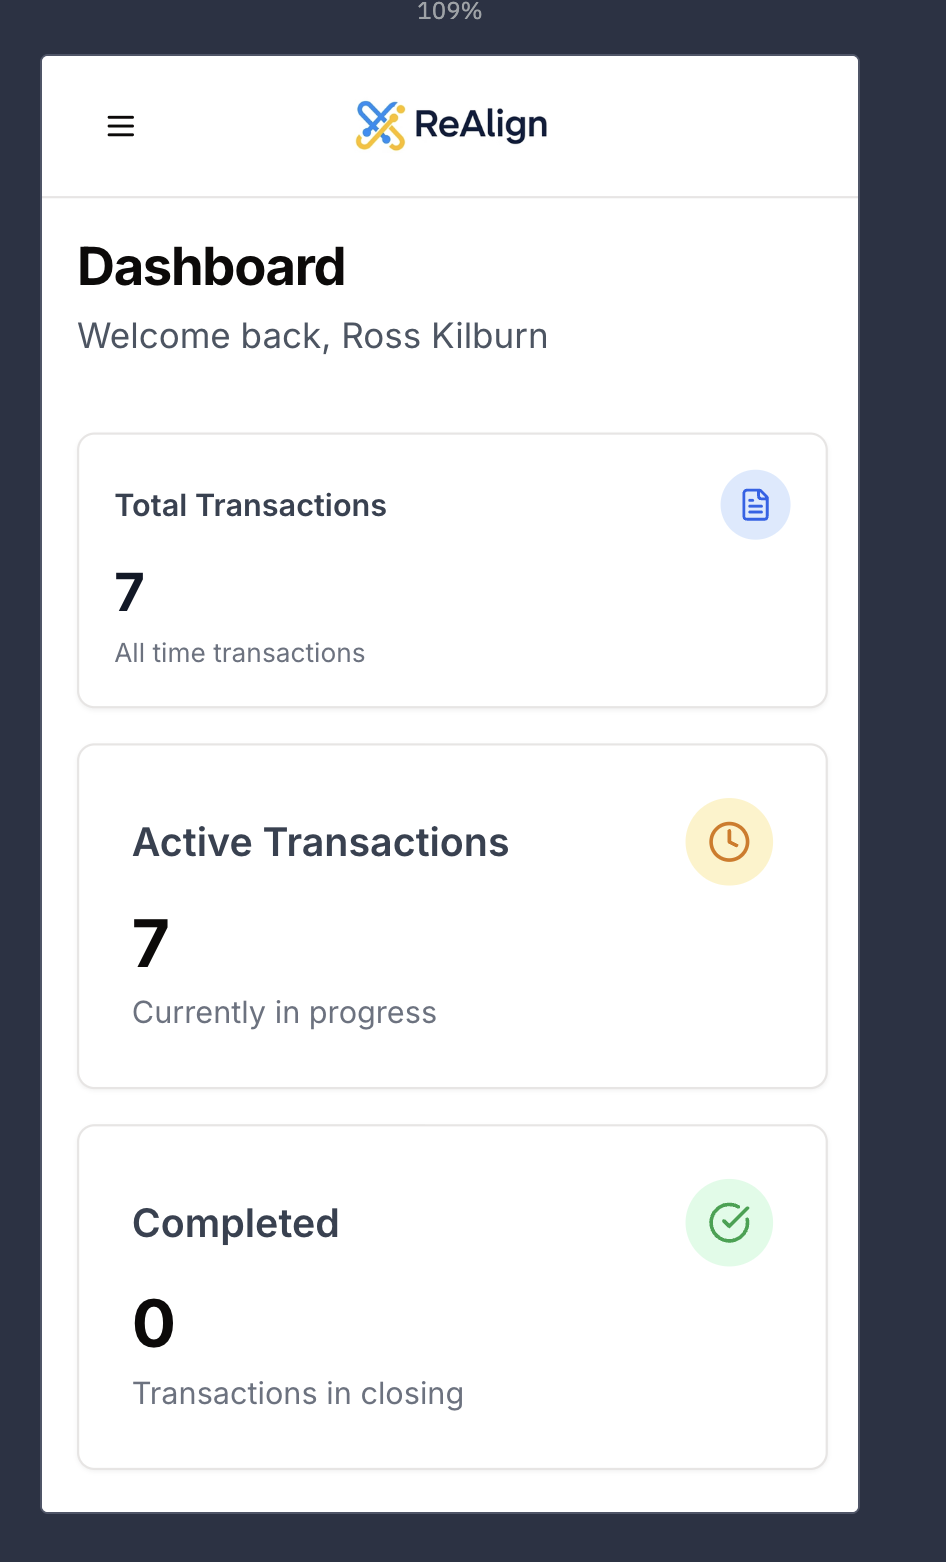 109%
ReAlign
Dashboard
Welcome back, Ross Kilburn
Total Transactions
7
All time transactions
Active Transactions
7
Currently in progress
Completed
0
Transactions in closing